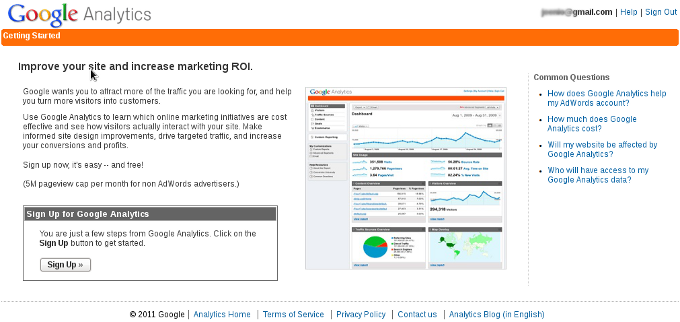 Google Analytics
@gmail.com | Help | Sign Out
Getting Started
Improve your site and increase marketing ROI.
Google wants you to attract more of the traffic you are looking for, and help
you turn more visitors into customers.
Use Google Analytics to learn which online marketing initiatives are cost
effective and see how visitors actually interact with your site. Make
informed site design improvements, drive targeted traffic, and increase
your conversions and profits.
Sign up now, it's easy -- and free!
(5M pageview cap per month for non AdWords advertisers.)
Sign Up for Google Analytics
You are just a few steps from Google Analytics. Click on the
Sign Up button to get started.
Sign Up »
Google Analytics
Dashboard
Common Questions
How does Google Analytics help
my AdWords account?
How much does Google
Analytics cost?
Will my website be affected by
Google Analytics?
Who will have access to my
Google Analytics data?
© 2011 Google | Analytics Home | Terms of Service | Privacy Policy | Contact us | Analytics Blog (in English)